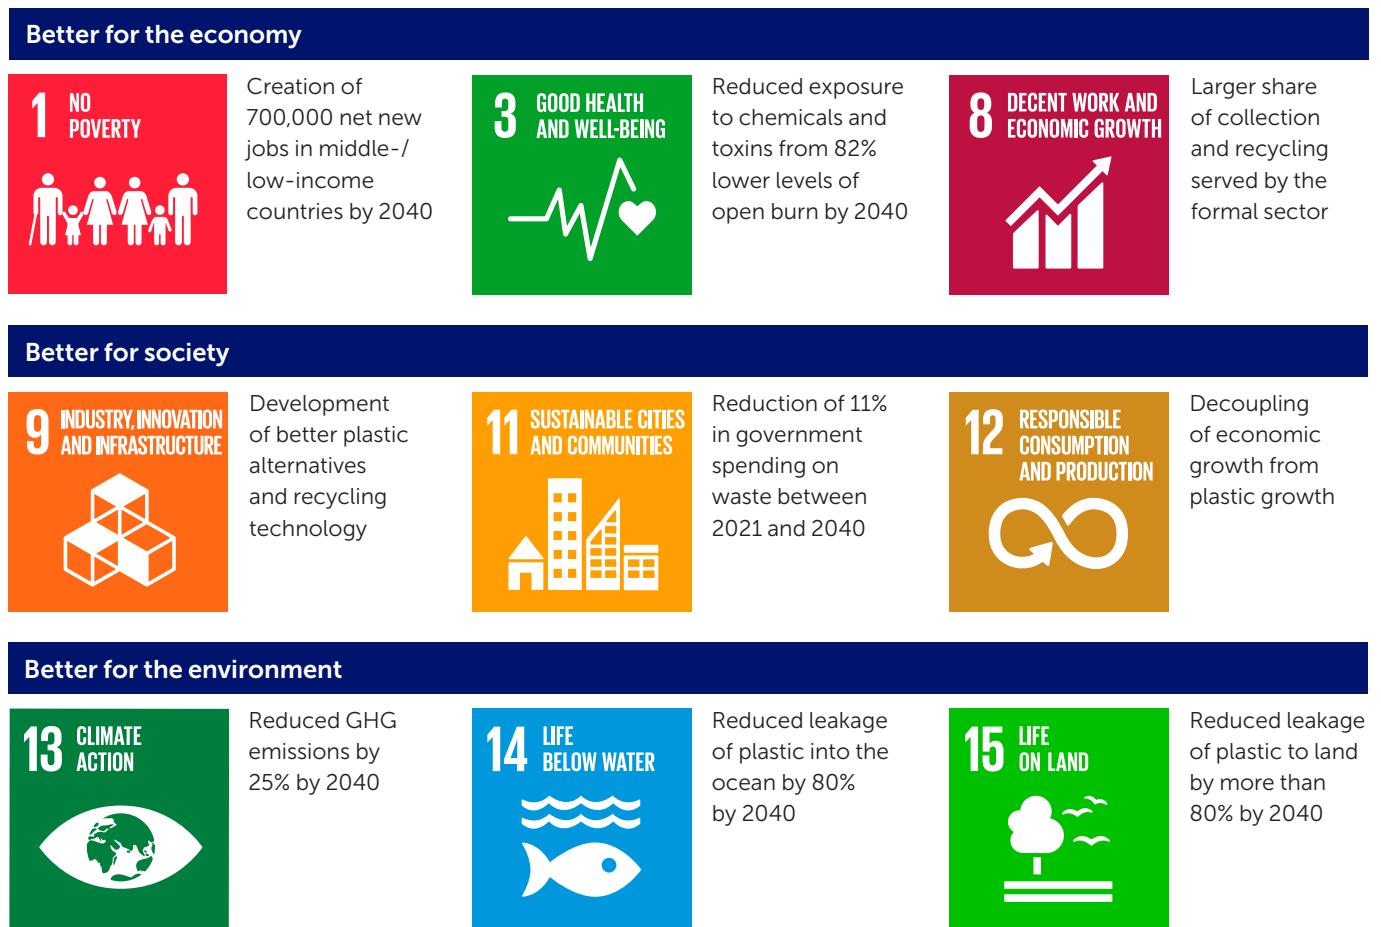 Better for the economy
1 NO
POVERTY
Creation of
700,000 net new
jobs in middle-/
low-income
countries by 2040
3 GOOD HEALTH
AND WELL-BEING
Reduced exposure
to chemicals and
toxins from 82%
lower levels of
open burn by 2040
8 DECENT WORK AND
ECONOMIC GROWTH
Larger share
of collection
and recycling
served by the
formal sector
Better for society
9 INDUSTRY, INNOVATION
AND INFRASTRUCTURE
Development
of better plastic
alternatives
and recycling
technology
11 SUSTAINABLE CITIES
AND COMMUNITIES
Reduction of 11%
in government
spending on
waste between
2021 and 2040
12 RESPONSIBLE
CONSUMPTION
AND PRODUCTION
Decoupling
of economic
growth from
plastic growth
Better for the environment
13 CLIMATE
ACTION
Reduced GHG
emissions by
25% by 2040
14 LIFE
BELOW WATER
Reduced leakage
of plastic into the
ocean by 80%
by 2040
15 LIFE
ON LAND
Reduced leakage
of plastic to land
by more than
80% by 2040